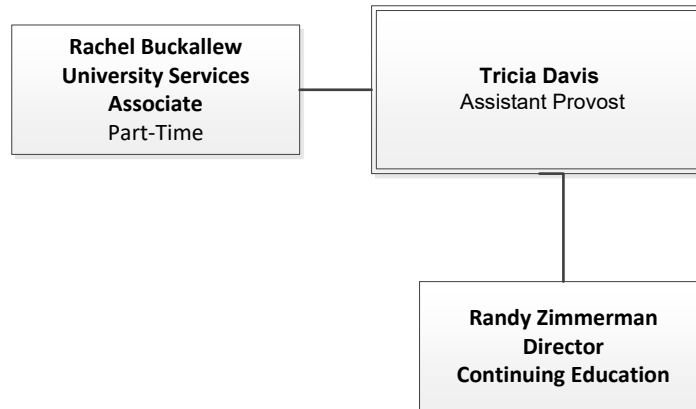 Rachel Buckallew
University Services
Associate
Part-Time
Tricia Davis
Assistant Provost
Randy Zimmerman
Director
Continuing Education